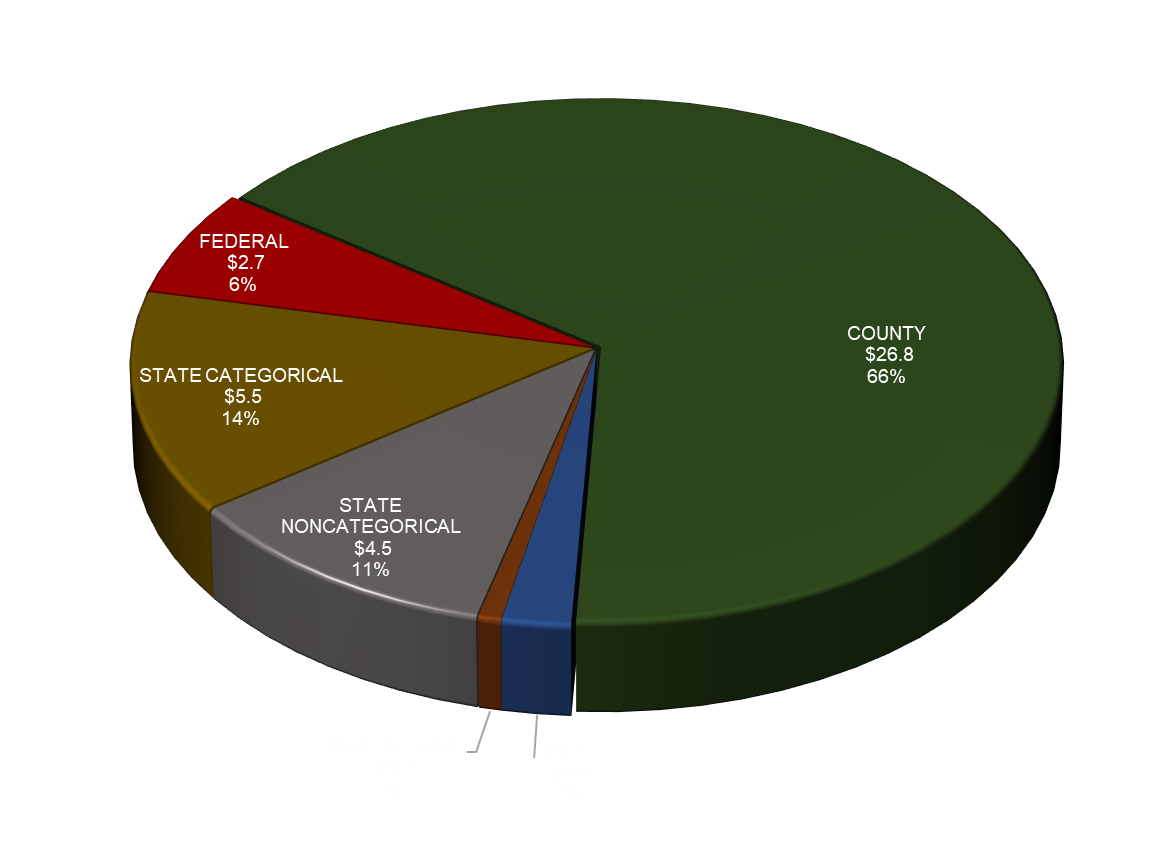 FEDERAL
$2.7
6%
COUNTY
$26.8
66%
STATE CATEGORICAL
$5.5
14%
STATE
NONCATEGORICAL
$4.5
11%